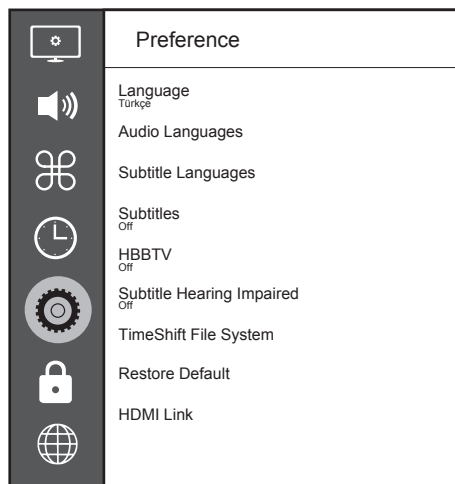 Preference
Language
Türkçe
Audio Languages
Subtitle Languages
Subtitles
Off
HBBTV
Off
Subtitle Hearing Impaired
Off
TimeShift File System
Restore Default
HDMI Link